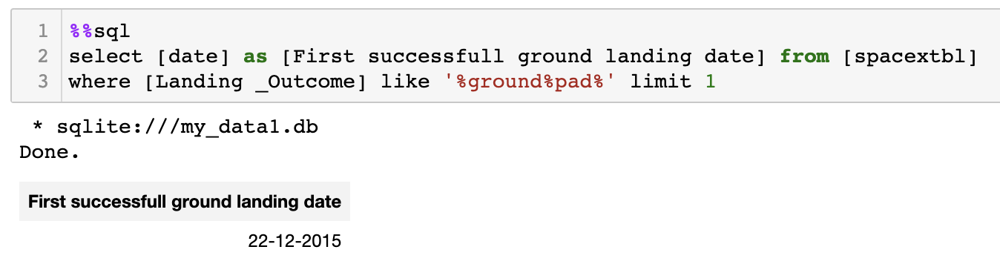 1 %%sql
2 select [date] as [First successfull ground landing date] from [spacextbl]
3 where [Landing _Outcome] like '%ground%pad%' limit 1
* sqlite:///my_data1.db
Done.
First successfull ground landing date
22-12-2015